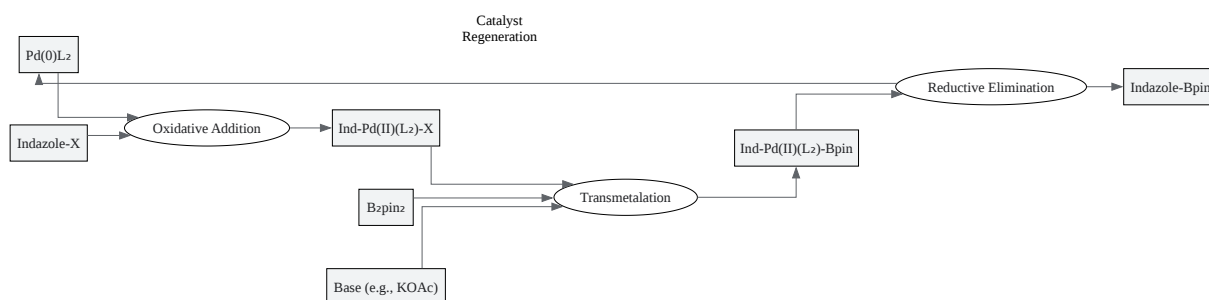 Catalyst
Regeneration
Pd(0)L₂
Reductive Elimination
Indazole-Bpin
Oxidative Addition
Ind-Pd(II)(L₂)-X
Indazole-X
Ind-Pd(II)(L₂)-Bpin
B₂pin₂
Transmetalation
Base (e.g., KOAc)